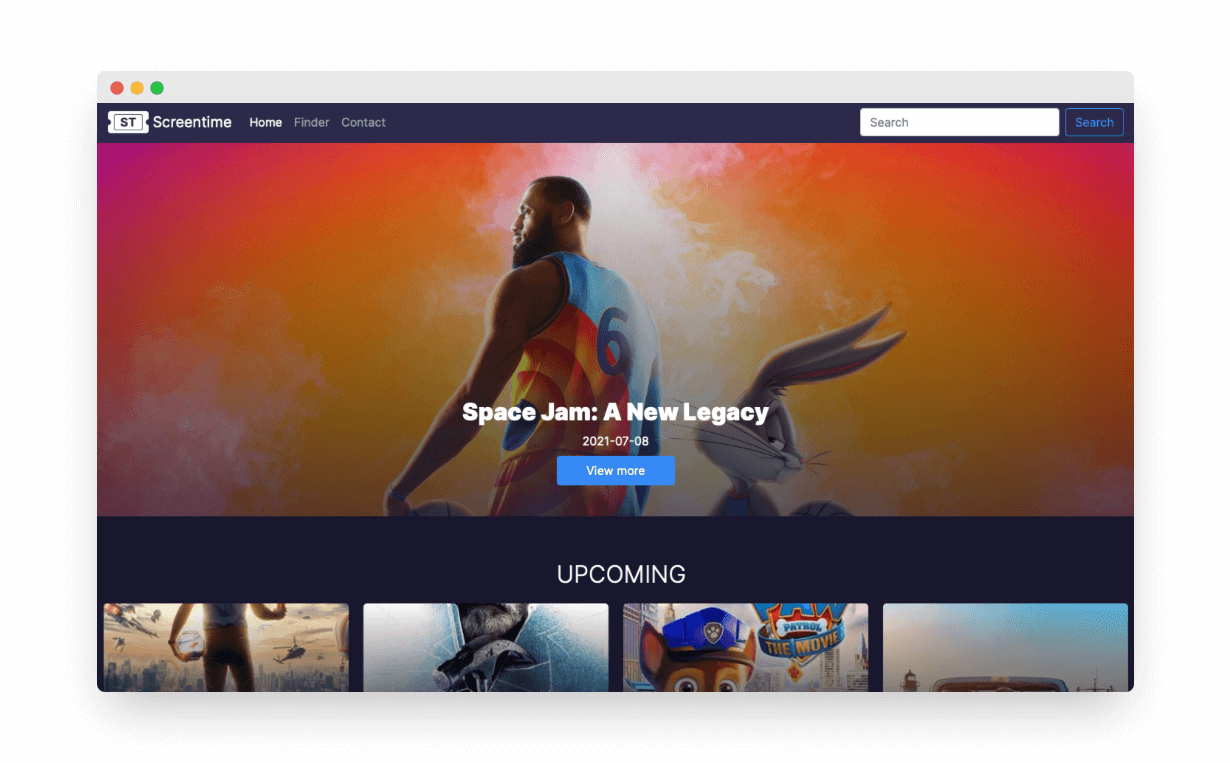 ST Screentime Home Finder Contact Search Search
6
Space Jam: A New Legacy
2021-07-08
View more
UPCOMING
PATROL
THE MOVIE